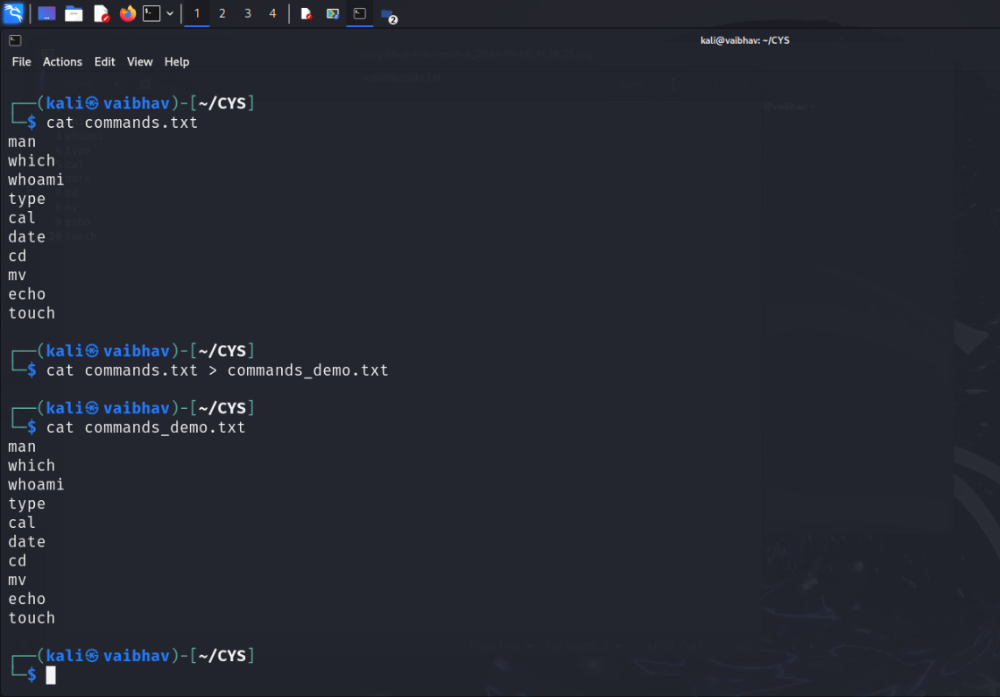 1 2 3 4
2
kali@vaibhav: ~/CYS
File Actions Edit View Help
┌──(kali㉿vaibhav)-[~/CYS]
└─$ cat commands.txt
man
which
whoami
type
cal
date
cd
mv
echo
touch
┌──(kali㉿vaibhav)-[~/CYS]
└─$ cat commands.txt > commands_demo.txt
┌──(kali㉿vaibhav)-[~/CYS]
└─$ cat commands_demo.txt
man
which
whoami
type
cal
date
cd
mv
echo
touch
┌──(kali㉿vaibhav)-[~/CYS]
└─$